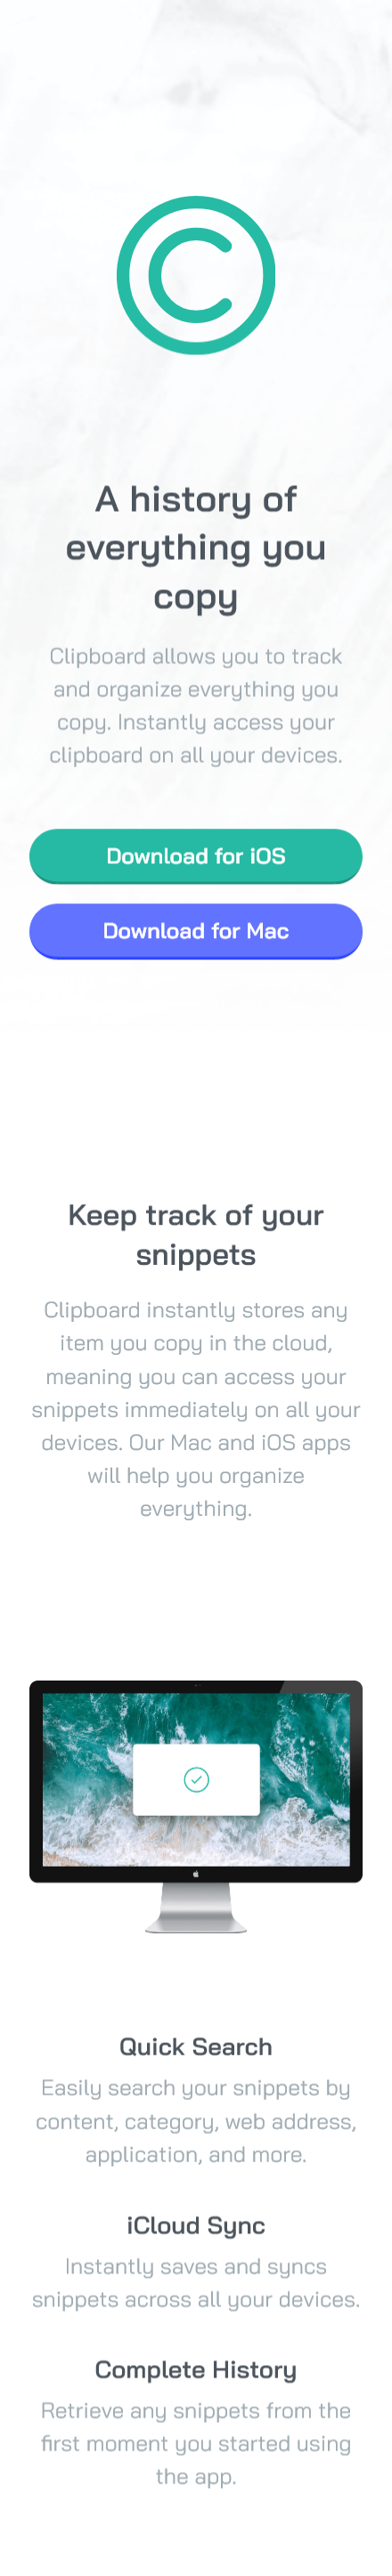 A history of
everything you
copy
Clipboard allows you to track
and organize everything you
copy. Instantly access your
clipboard on all your devices.
Download for iOS
Download for Mac
Keep track of your
snippets
Clipboard instantly stores any
item you copy in the cloud,
meaning you can access your
snippets immediately on all your
devices. Our Mac and iOS apps
will help you organize
everything.
Quick Search
Easily search your snippets by
content, category, web address,
application, and more.
iCloud Sync
Instantly saves and syncs
snippets across all your devices.
Complete History
Retrieve any snippets from the
first moment you started using
the app.